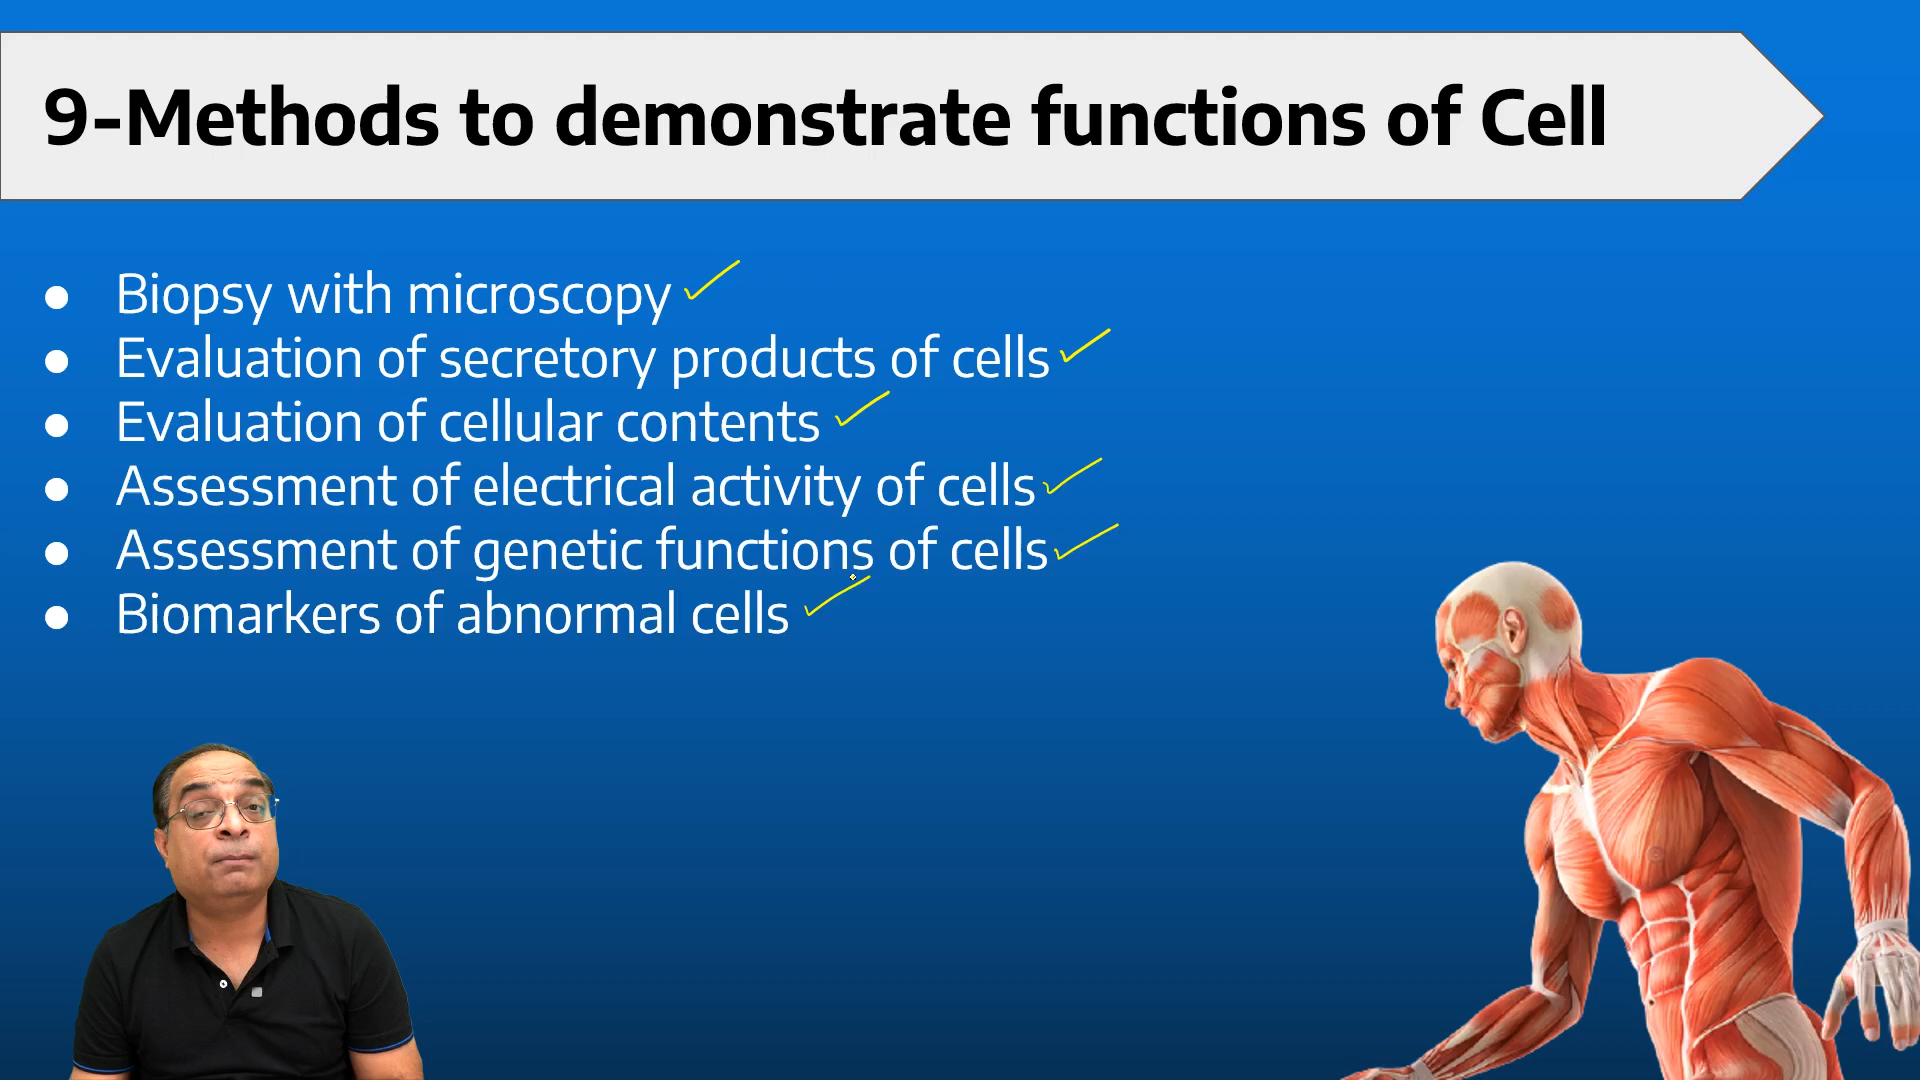 9-Methods to demonstrate functions of Cell
● Biopsy with microscopy
● Evaluation of secretory products of cells
● Evaluation of cellular contents
● Assessment of electrical activity of cells
● Assessment of genetic functions of cells
● Biomarkers of abnormal cells